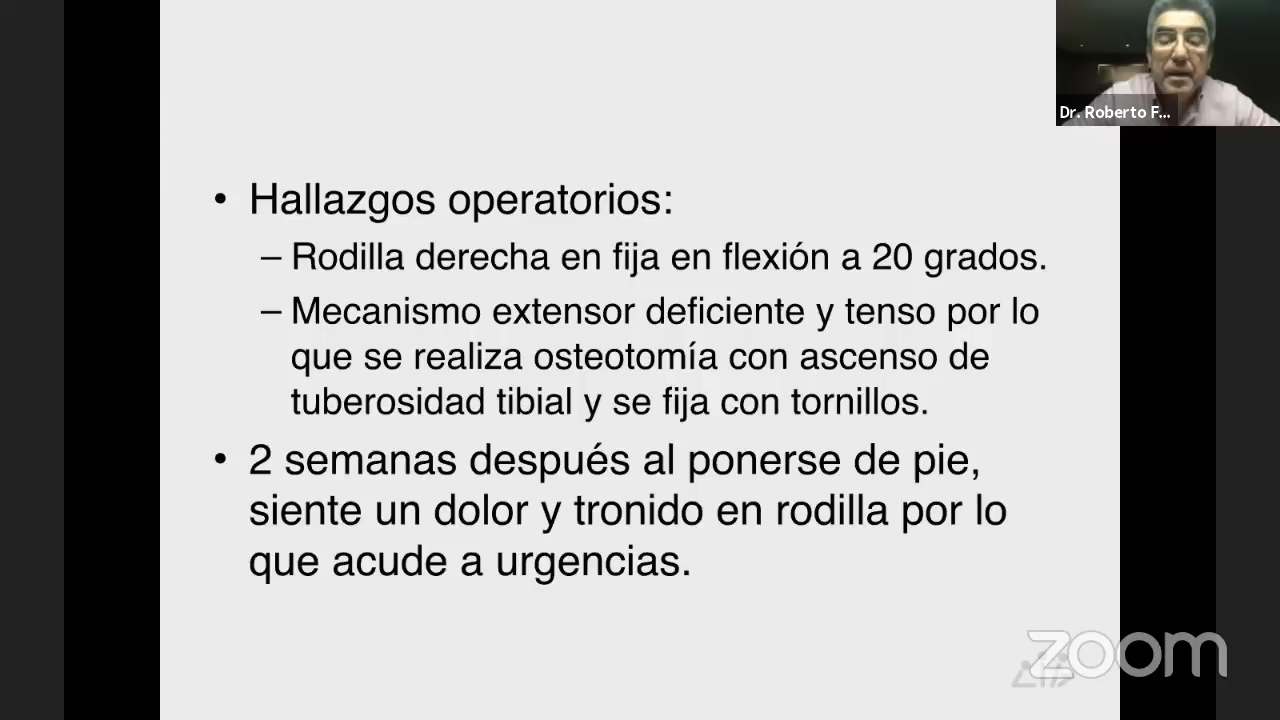 Dr. Roberto F...
• Hallazgos operatorios:
– Rodilla derecha en fija en flexión a 20 grados.
– Mecanismo extensor deficiente y tenso por lo
que se realiza osteotomía con ascenso de
tuberosidad tibial y se fija con tornillos.
• 2 semanas después al ponerse de pie,
siente un dolor y tronido en rodilla por lo
que acude a urgencias.
zoom